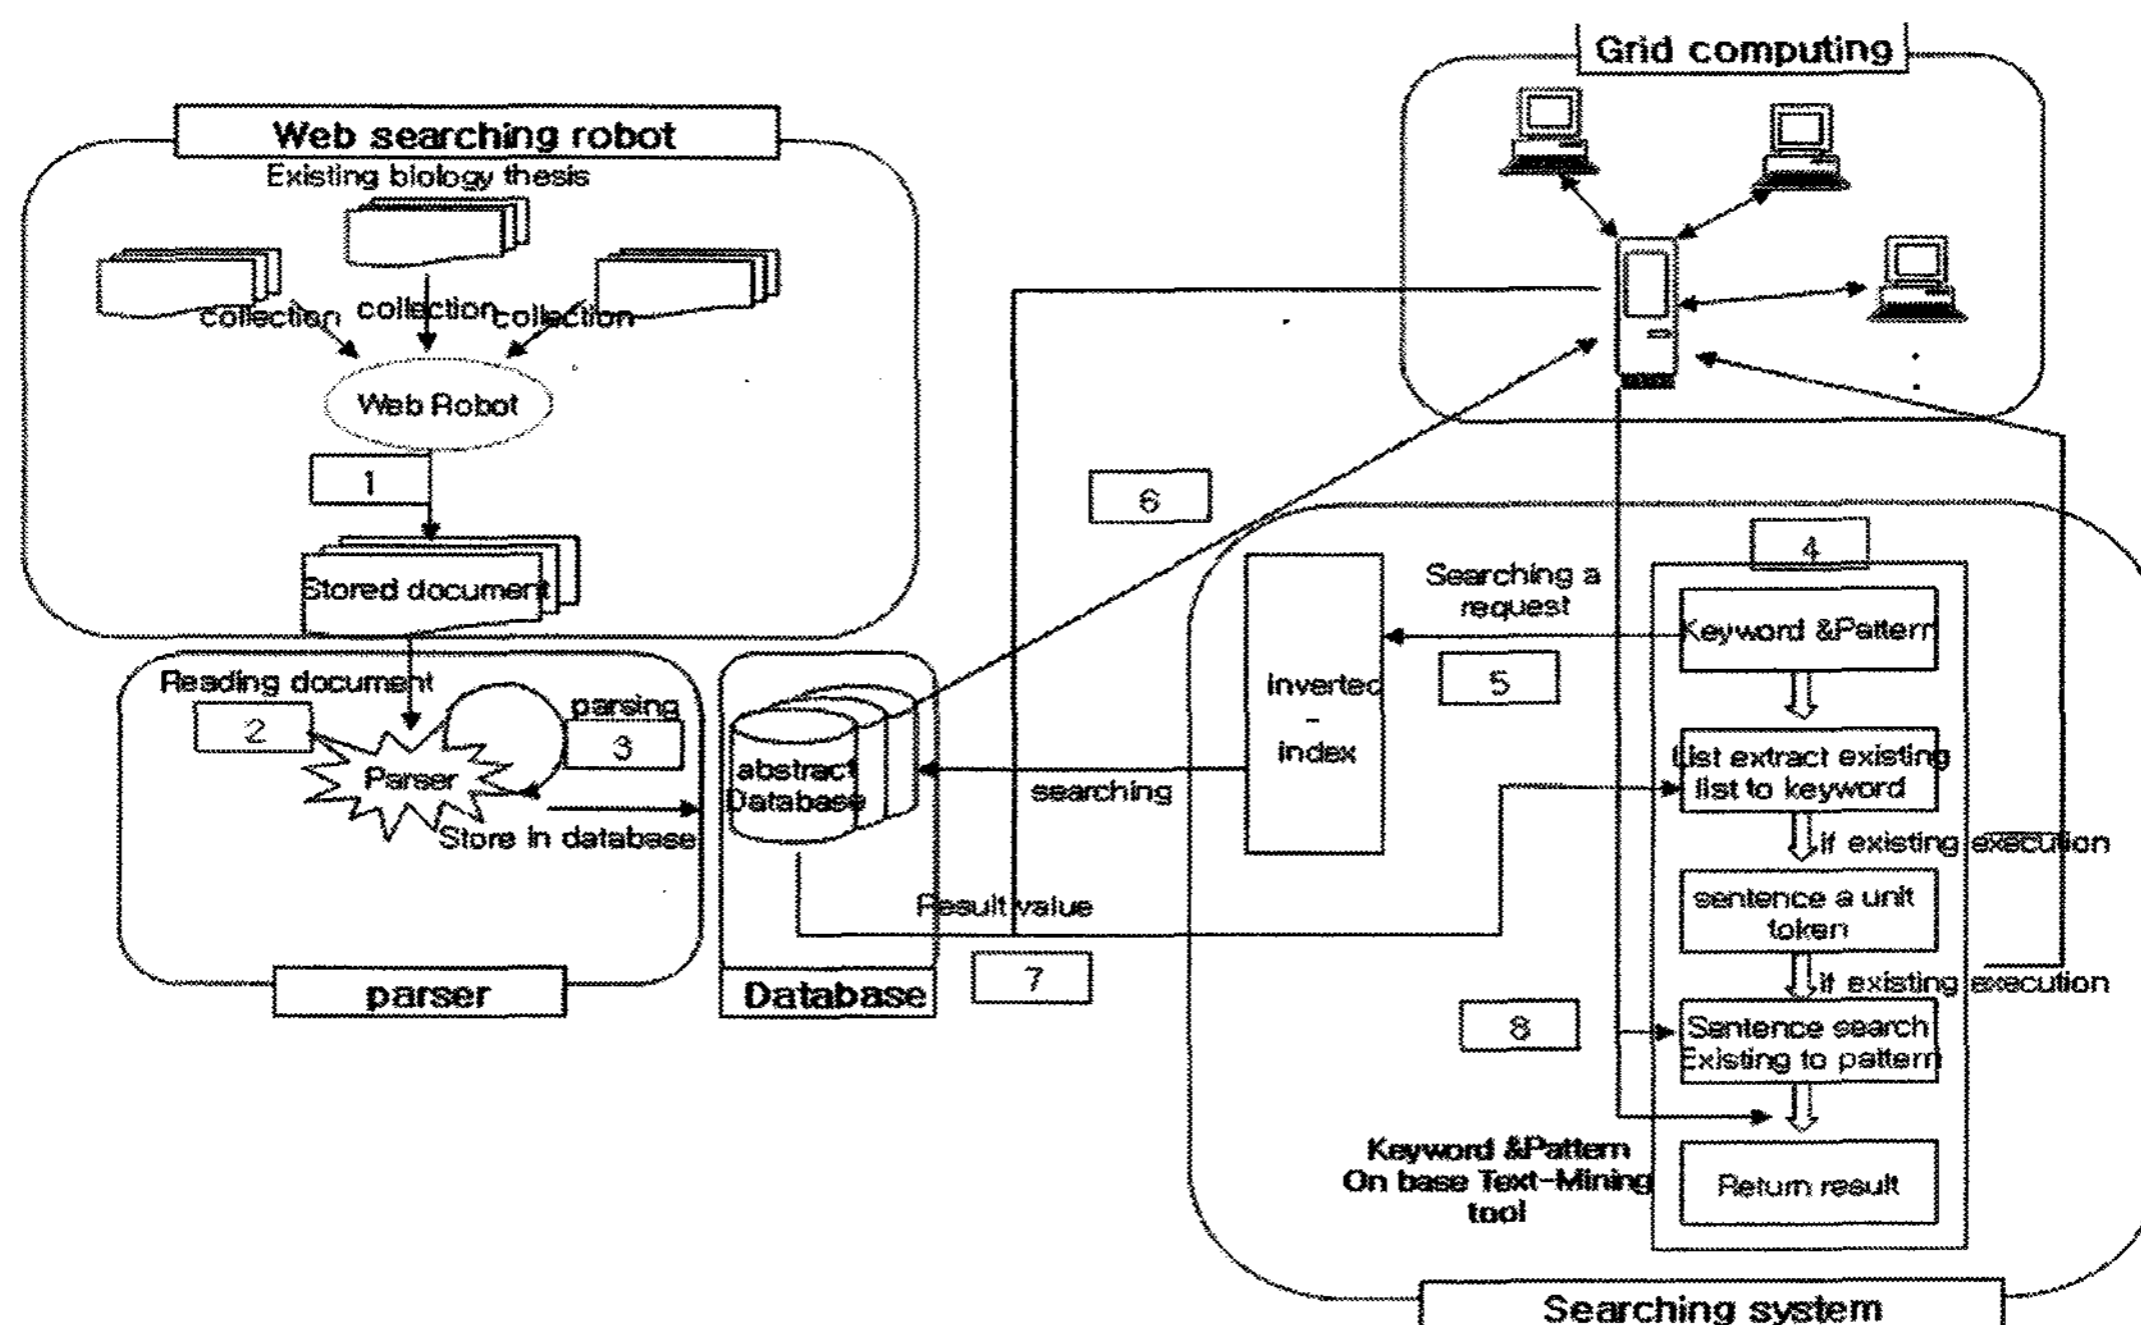 Grid computing
Web searching robot
Existing biology thesis
collection
collection
collection
Web Robot
1
Stored document
Reading document
2
parsing
3
Parser
Store in database
parser
abstract
Database
Database
6
Searching a
request
5
inverted
-
index
searching
Result value
7
4
Keyword &Pattern
List extract existing
list to keyword
if existing execution
sentence a unit
token
if existing execution
8
Sentence search
Existing to pattern
Keyword &Pattern
On base Text-Mining
tool
Return result
Searching system